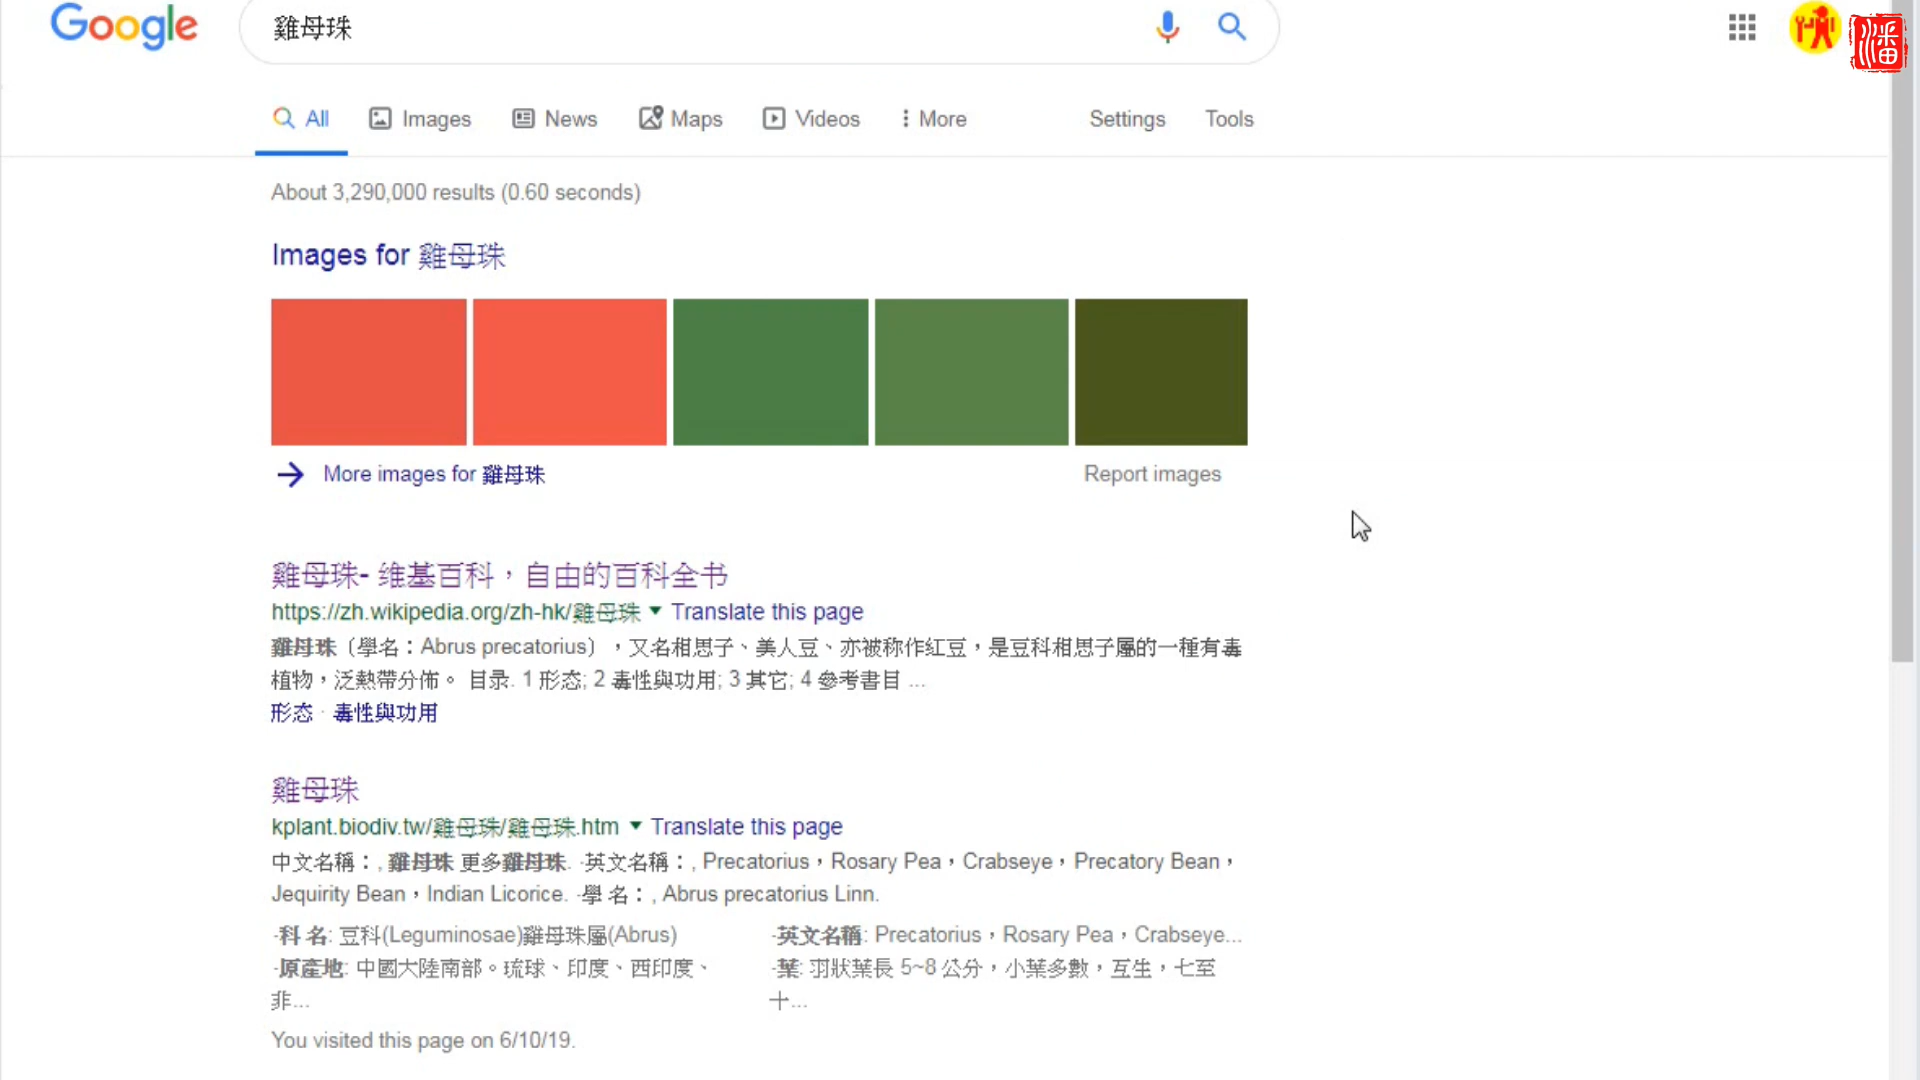 Google
雞母珠
潘
All Images News Maps Videos More Settings Tools
About 3,290,000 results (0.60 seconds)
Images for 雞母珠
More images for 雞母珠
Report images
雞母珠- 维基百科，自由的百科全书
https://zh.wikipedia.org/zh-hk/雞母珠 ▼ Translate this page
雞母珠（學名：Abrus precatorius），又名相思子、美人豆、亦被称作紅豆，是豆科相思子屬的一種有毒
植物，泛熱帶分佈。 目录. 1 形态; 2 毒性與功用; 3 其它; 4 參考書目 ...
形态 · 毒性與功用
雞母珠
kplant.biodiv.tw/雞母珠/雞母珠.htm ▼ Translate this page
中文名稱：, 雞母珠 更多雞母珠. ·英文名稱：, Precatorius，Rosary Pea，Crabseye，Precatory Bean，
Jequirity Bean，Indian Licorice. ·學 名：, Abrus precatorius Linn.
·科 名: 豆科(Leguminosae)雞母珠屬(Abrus)
·原產地: 中國大陸南部。琉球、印度、西印度、
非...
·英文名稱: Precatorius，Rosary Pea，Crabseye...
·葉: 羽狀葉長 5~8 公分，小葉多數，互生，七至
十...
You visited this page on 6/10/19.